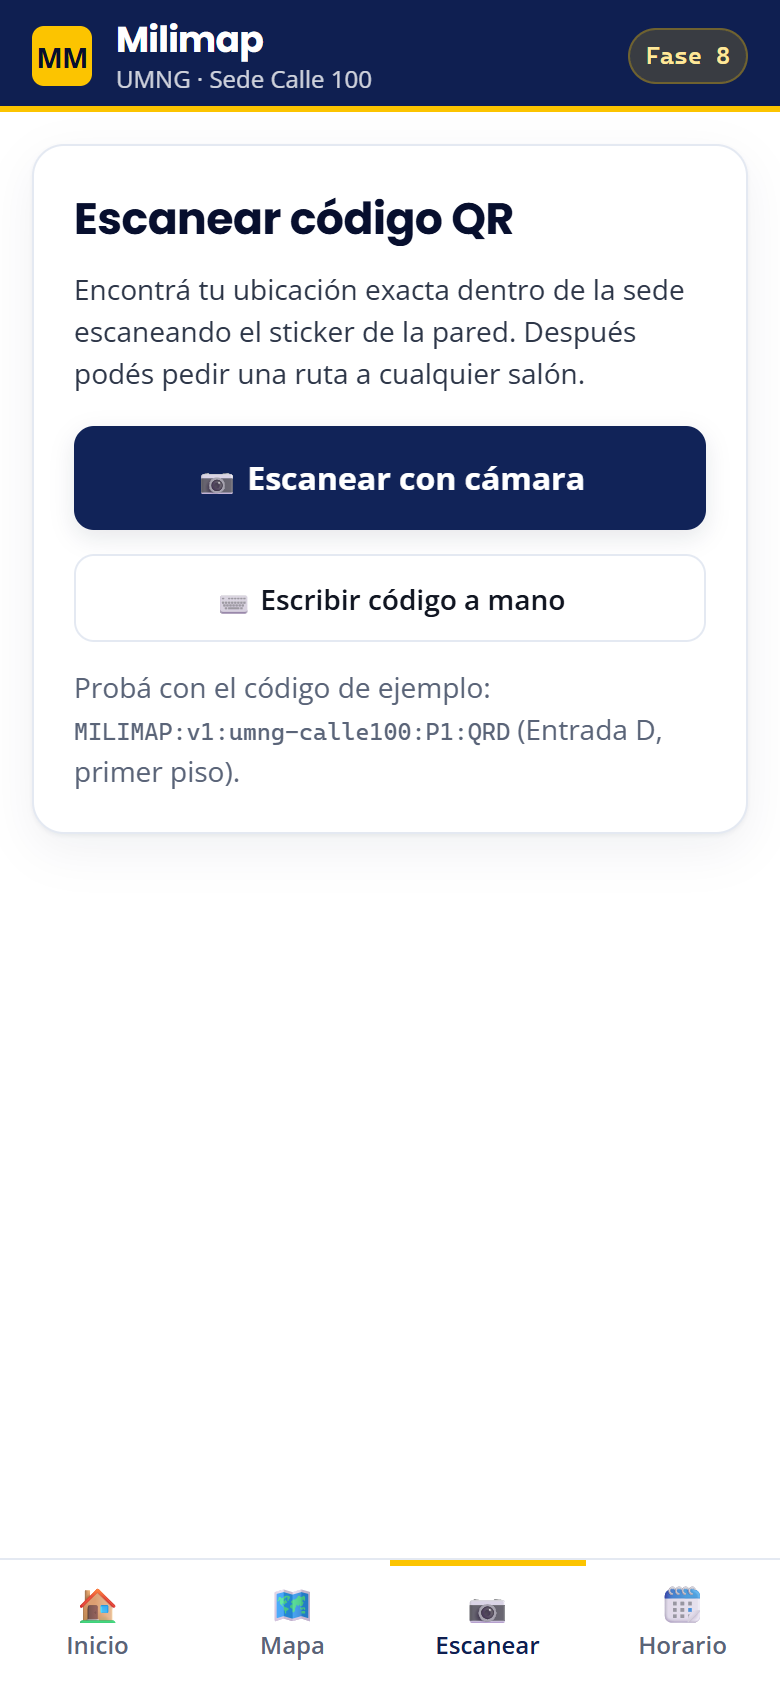 MM
Milimap
UMNG · Sede Calle 100
Fase 8
Escanear código QR
Encontrá tu ubicación exacta dentro de la sede
escaneando el sticker de la pared. Después
podés pedir una ruta a cualquier salón.
Escanear con cámara
Escribir código a mano
Probá con el código de ejemplo:
MILIMAP:v1:umng-calle100:P1:QRD (Entrada D,
primer piso).
Inicio
Mapa
Escanear
Horario